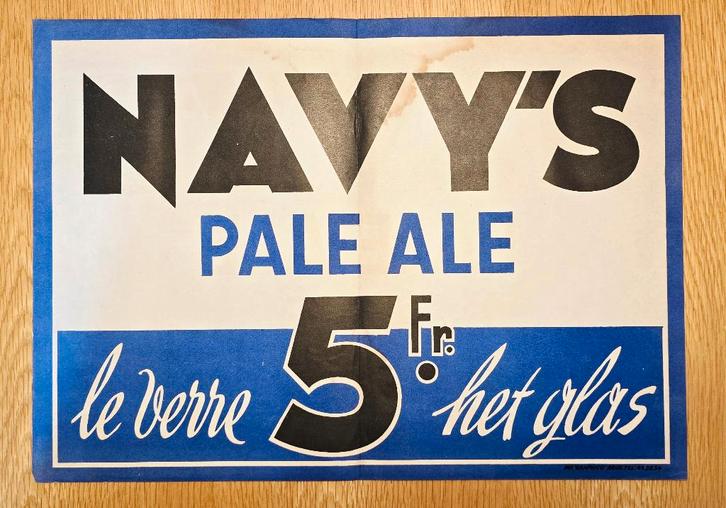 NAVY'S
PALE ALE
5 Fr.
le verre het glas